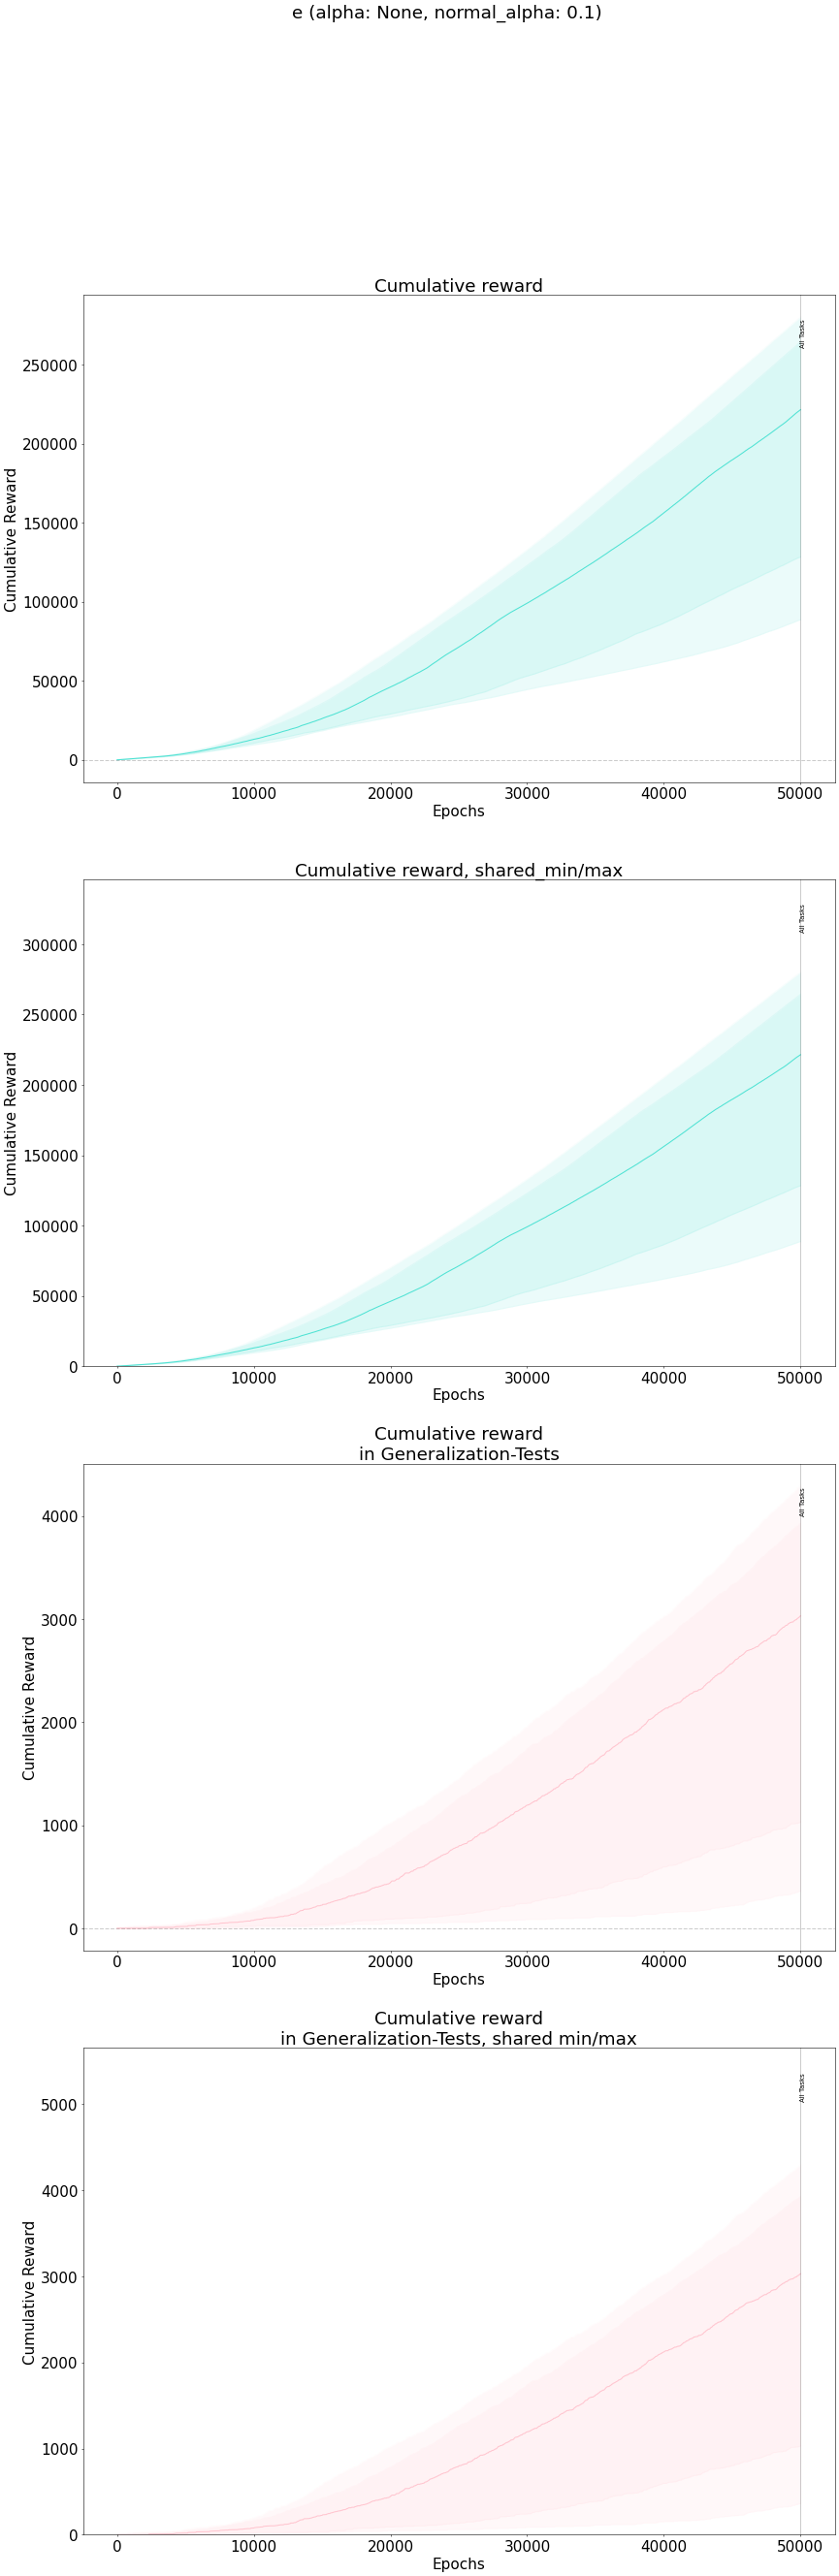 e (alpha: None, normal_alpha: 0.1)
Cumulative reward
All Tasks
250000
200000
150000
100000
50000
0
Cumulative Reward
0 10000 20000 30000 40000 50000
Epochs
Cumulative reward, shared_min/max
All Tasks
300000
250000
200000
150000
100000
50000
0
Cumulative Reward
0 10000 20000 30000 40000 50000
Epochs
Cumulative reward
in Generalization-Tests
All Tasks
4000
3000
2000
1000
0
Cumulative Reward
0 10000 20000 30000 40000 50000
Epochs
Cumulative reward
in Generalization-Tests, shared min/max
All Tasks
5000
4000
3000
2000
1000
0
Cumulative Reward
0 10000 20000 30000 40000 50000
Epochs